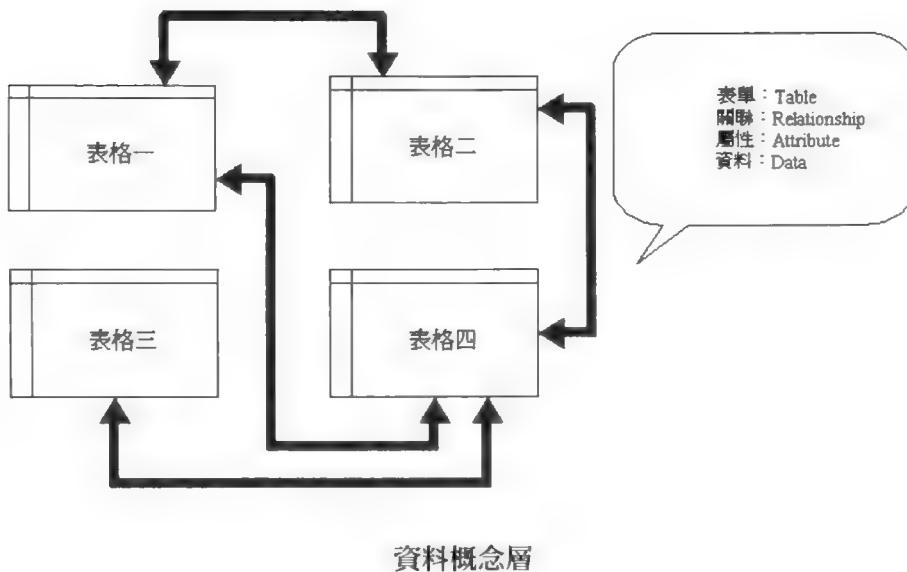 表格一
表格二
表單：Table
關聯：Relationship
屬性：Attribute
資料：Data
表格三
表格四
資料概念層